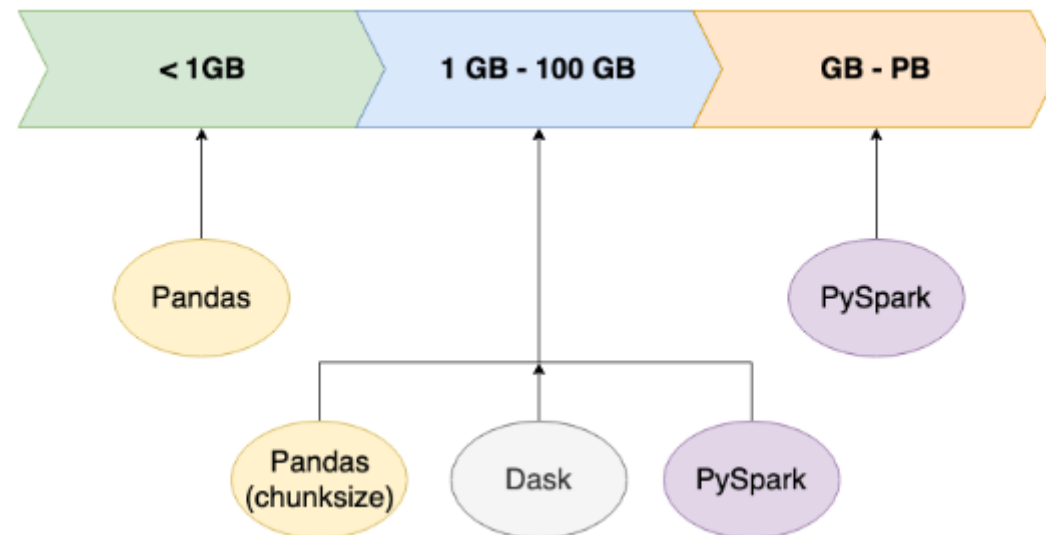 < 1GB
1 GB - 100 GB
GB - PB
Pandas
PySpark
Pandas
(chunksize)
Dask
PySpark